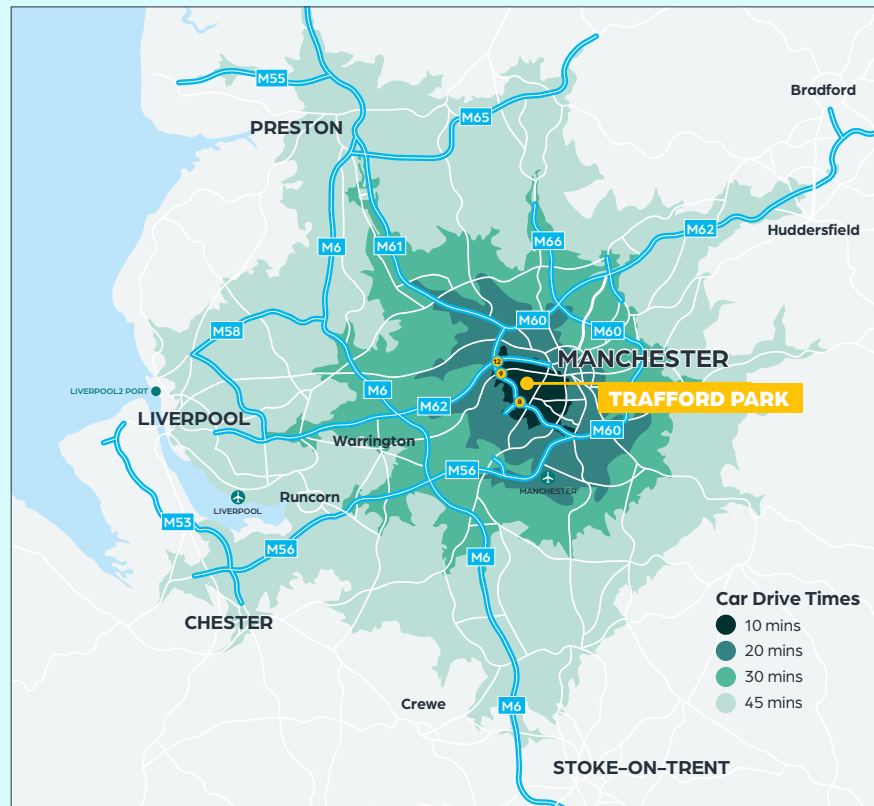 M55
Bradford
M65
PRESTON
M62
Huddersfield
M66
M61
M6
M60
M58
M60
12
MANCHESTER
9
LIVERPOOL2 PORT
M6
TRAFFORD PARK
8
M62
LIVERPOOL
M60
Warrington
M56
MANCHESTER
Runcorn
LIVERPOOL
M53
M56
M6
Car Drive Times
10 mins
CHESTER
20 mins
30 mins
45 mins
Crewe
M6
STOKE-ON-TRENT